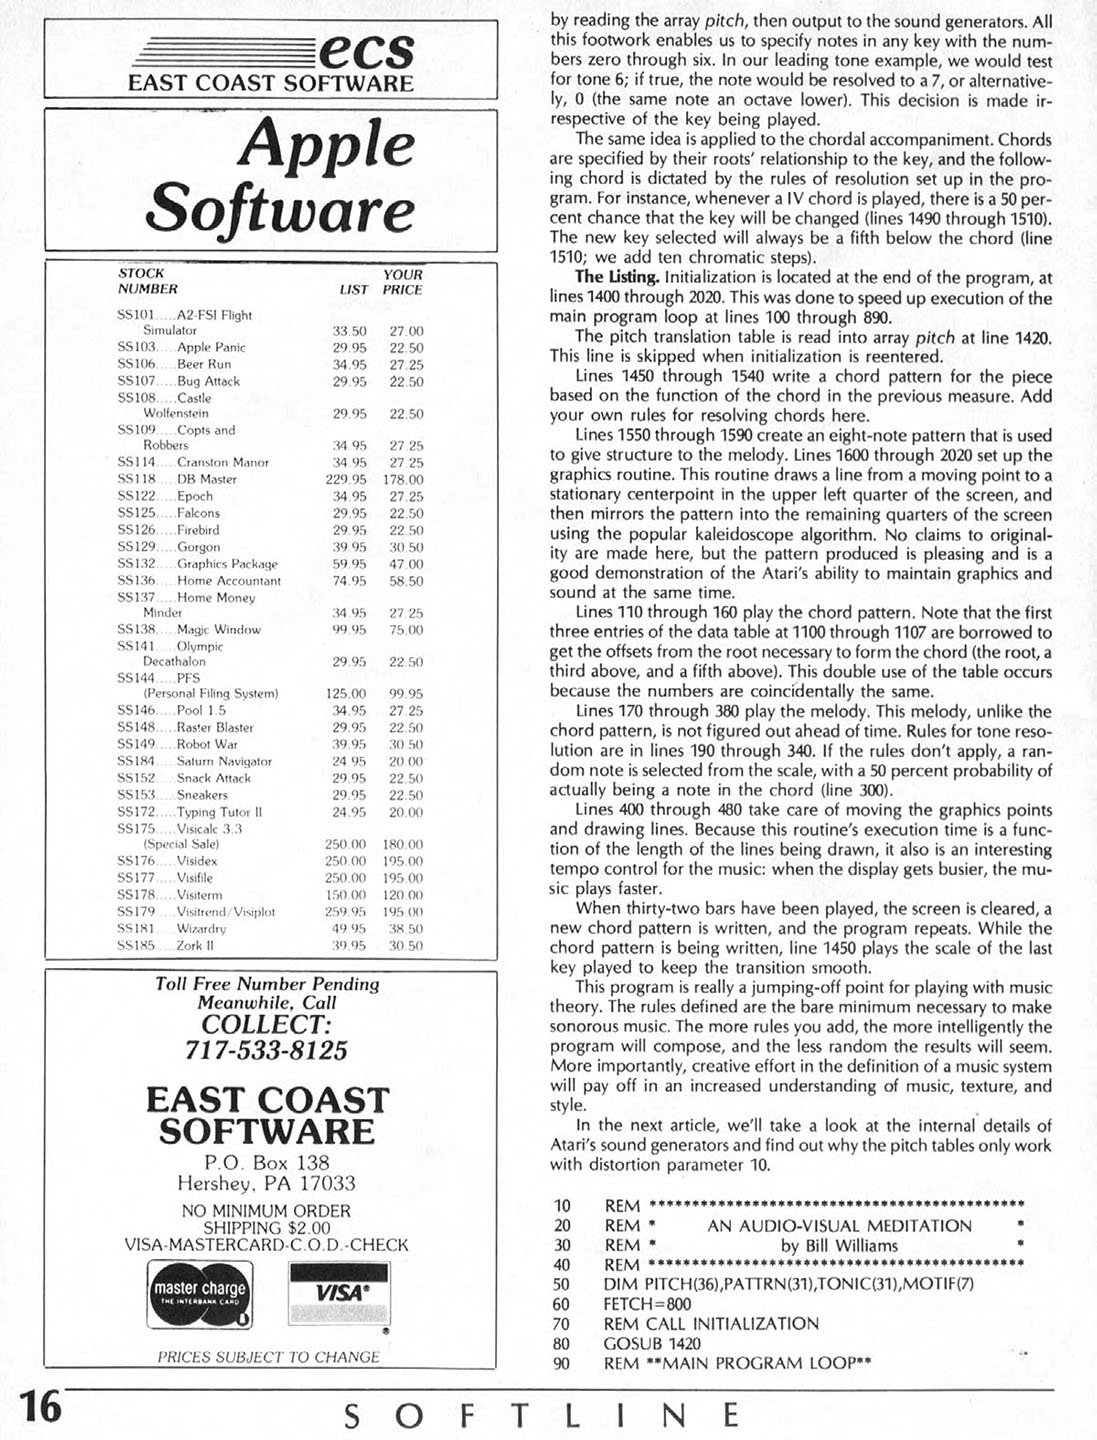 ecs
EAST COAST SOFTWARE
Apple
Software
STOCK NUMBER LIST YOUR PRICE
SS101.....A2-FSI Flight
Simulator 33.50 27.00
SS103.....Apple Panic 29.95 22.50
SS106.....Beer Run 34.95 27.25
SS107.....Bug Attack 29.95 22.50
SS108.....Castle
Wolfenstein 29.95 22.50
SS109.....Copts and
Robbers 34.95 27.25
SS114.....Cranston Manor 34.95 27.25
SS118.....DB Master 229.95 178.00
SS122.....Epoch 34.95 27.25
SS125.....Falcons 29.95 22.50
SS126.....Firebird 29.95 22.50
SS129.....Gorgon 39.95 30.50
SS132.....Graphics Package 59.95 47.00
SS136.....Home Accountant 74.95 58.50
SS137.....Home Money
Minder 34.95 27.25
SS138.....Magic Window 99.95 75.00
SS141.....Olympic
Decathalon 29.95 22.50
SS144.....PFS
(Personal Filing System) 125.00 99.95
SS146.....Pool 1.5 34.95 27.25
SS148.....Raster Blaster 29.95 22.50
SS149.....Robot War 39.95 30.50
SS184.....Saturn Navigator 24.95 20.00
SS152.....Snack Attack 29.95 22.50
SS153.....Sneakers 29.95 22.50
SS172.....Typing Tutor II 24.95 20.00
SS175.....Visicalc 3.3
(Special Sale) 250.00 180.00
SS176.....Visidex 250.00 195.00
SS177.....Visifile 250.00 195.00
SS178.....Visiterm 150.00 120.00
SS179.....Visitrend/Visiplot 259.95 195.00
SS181.....Wizardry 49.95 38.50
SS185.....Zork II 39.95 30.50
Toll Free Number Pending
Meanwhile, Call
COLLECT:
717-533-8125
EAST COAST
SOFTWARE
P.O. Box 138
Hershey, PA 17033
NO MINIMUM ORDER
SHIPPING $2.00
VISA-MASTERCARD-C.O.D.-CHECK
master charge
THE INTERBANK CARD
VISA®
®
PRICES SUBJECT TO CHANGE
by reading the array pitch, then output to the sound generators. All
this footwork enables us to specify notes in any key with the num-
bers zero through six. In our leading tone example, we would test
for tone 6; if true, the note would be resolved to a 7, or alternative-
ly, 0 (the same note an octave lower). This decision is made ir-
respective of the key being played.
The same idea is applied to the chordal accompaniment. Chords
are specified by their roots' relationship to the key, and the follow-
ing chord is dictated by the rules of resolution set up in the pro-
gram. For instance, whenever a IV chord is played, there is a 50 per-
cent chance that the key will be changed (lines 1490 through 1510).
The new key selected will always be a fifth below the chord (line
1510; we add ten chromatic steps).
The Listing. Initialization is located at the end of the program, at
lines 1400 through 2020. This was done to speed up execution of the
main program loop at lines 100 through 890.
The pitch translation table is read into array pitch at line 1420.
This line is skipped when initialization is reentered.
Lines 1450 through 1540 write a chord pattern for the piece
based on the function of the chord in the previous measure. Add
your own rules for resolving chords here.
Lines 1550 through 1590 create an eight-note pattern that is used
to give structure to the melody. Lines 1600 through 2020 set up the
graphics routine. This routine draws a line from a moving point to a
stationary centerpoint in the upper left quarter of the screen, and
then mirrors the pattern into the remaining quarters of the screen
using the popular kaleidoscope algorithm. No claims to original-
ity are made here, but the pattern produced is pleasing and is a
good demonstration of the Atari's ability to maintain graphics and
sound at the same time.
Lines 110 through 160 play the chord pattern. Note that the first
three entries of the data table at 1100 through 1107 are borrowed to
get the offsets from the root necessary to form the chord (the root, a
third above, and a fifth above). This double use of the table occurs
because the numbers are coincidentally the same.
Lines 170 through 380 play the melody. This melody, unlike the
chord pattern, is not figured out ahead of time. Rules for tone reso-
lution are in lines 190 through 340. If the rules don't apply, a ran-
dom note is selected from the scale, with a 50 percent probability of
actually being a note in the chord (line 300).
Lines 400 through 480 take care of moving the graphics points
and drawing lines. Because this routine's execution time is a func-
tion of the length of the lines being drawn, it also is an interesting
tempo control for the music: when the display gets busier, the mu-
sic plays faster.
When thirty-two bars have been played, the screen is cleared, a
new chord pattern is written, and the program repeats. While the
chord pattern is being written, line 1450 plays the scale of the last
key played to keep the transition smooth.
This program is really a jumping-off point for playing with music
theory. The rules defined are the bare minimum necessary to make
sonorous music. The more rules you add, the more intelligently the
program will compose, and the less random the results will seem.
More importantly, creative effort in the definition of a music system
will pay off in an increased understanding of music, texture, and
style.
In the next article, we'll take a look at the internal details of
Atari's sound generators and find out why the pitch tables only work
with distortion parameter 10.
10 REM ********************************************
20 REM * AN AUDIO-VISUAL MEDITATION *
30 REM * by Bill Williams *
40 REM ********************************************
50 DIM PITCH(36),PATTRN(31),TONIC(31),MOTIF(7)
60 FETCH=800
70 REM CALL INITIALIZATION
80 GOSUB 1420
90 REM **MAIN PROGRAM LOOP**
16
SOFTLINE